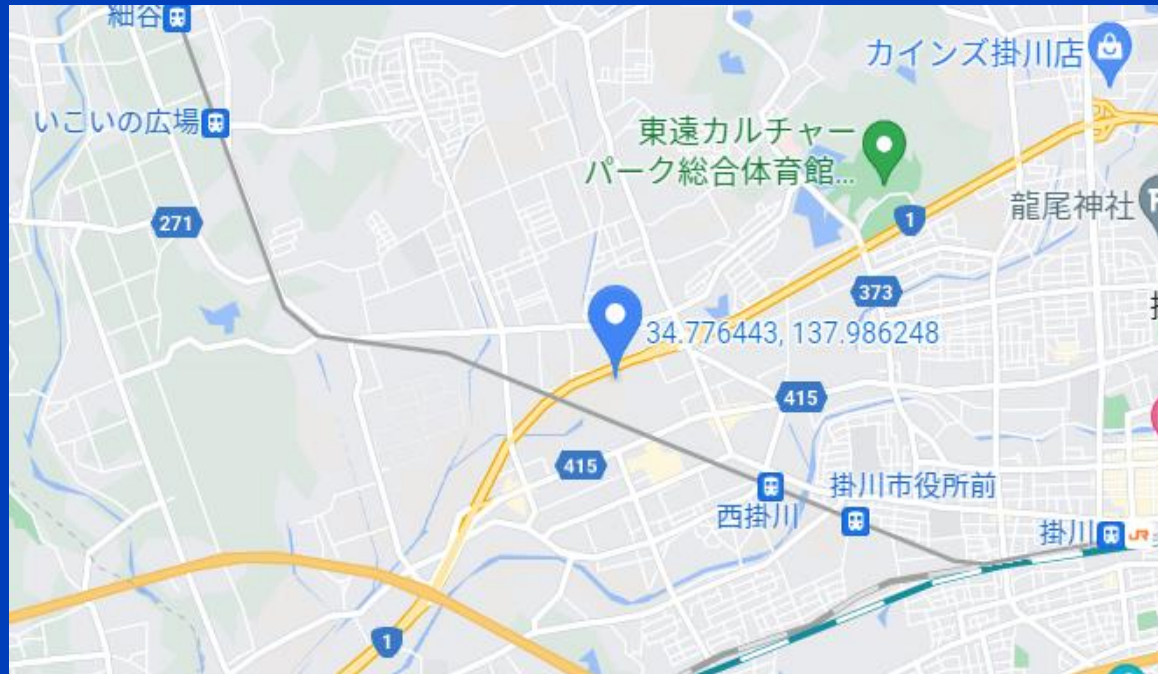 細谷
カインズ掛川店
いこいの広場
東遠カルチャー
パーク総合体育館...
龍尾神社
271
1
373
34.776443, 137.986248
415
415
掛川市役所前
西掛川
掛川
JR
1